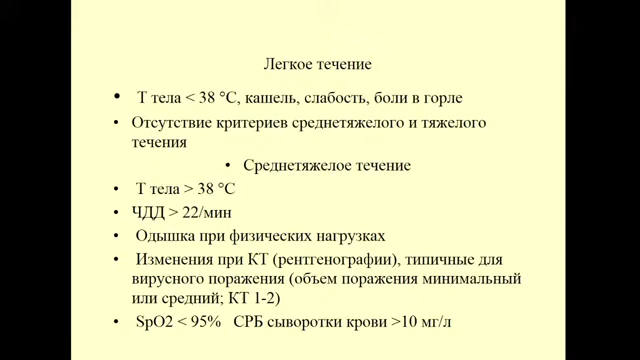 Легкое течение
• Т тела < 38 °С, кашель, слабость, боли в горле
• Отсутствие критериев среднетяжелого и тяжелого
течения
• Среднетяжелое течение
• Т тела > 38 °С
• ЧДД > 22/мин
• Одышка при физических нагрузках
• Изменения при КТ (рентгенографии), типичные для
вирусного поражения (объем поражения минимальный
или средний; КТ 1-2)
• SpO2 < 95% СРБ сыворотки крови >10 мг/л